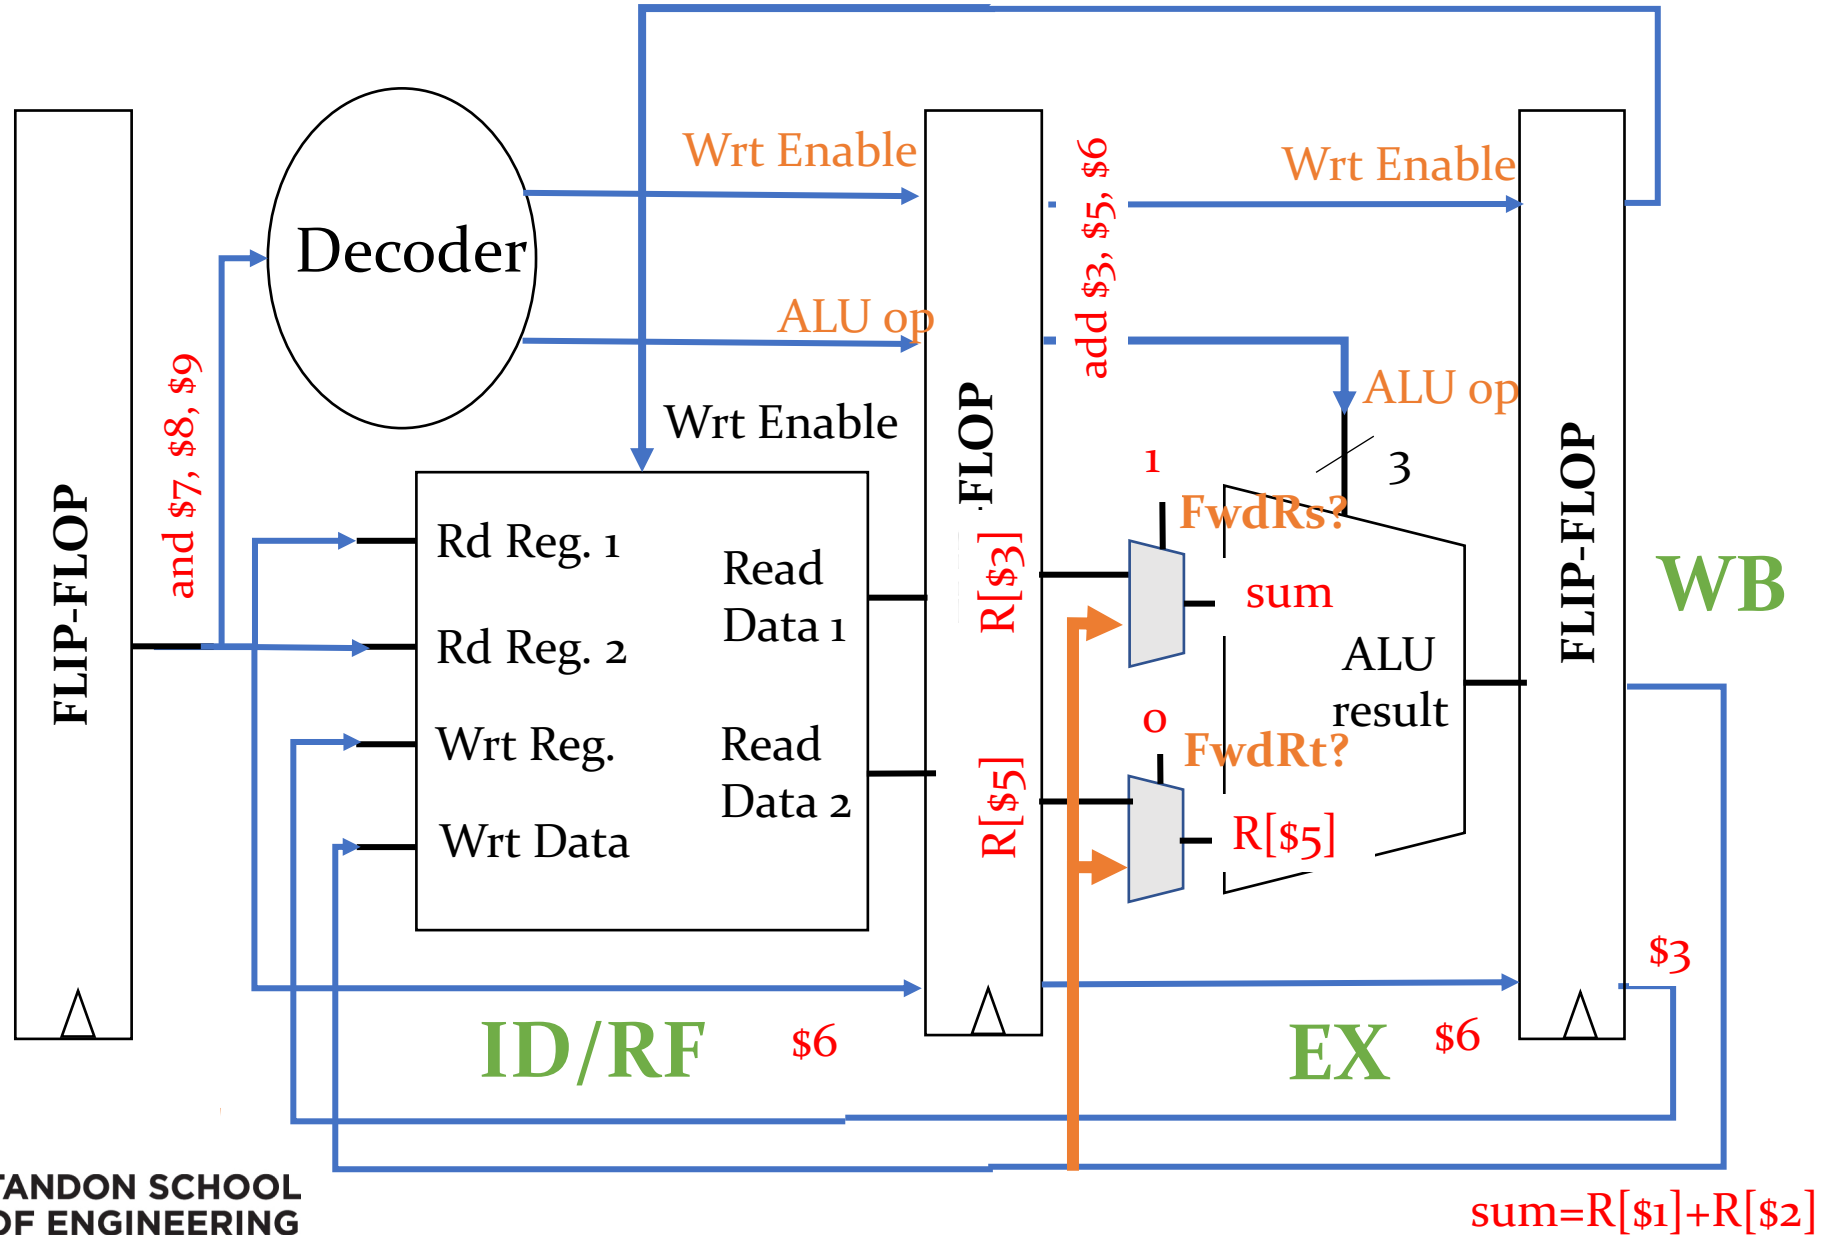 Wrt Enable
Wrt Enable
add $3, $5, $6
Decoder
ALU op
and $7, $8, $9
ALU op
Wrt Enable
3
1
FLIP-FLOP
FLOP
FLIP-FLOP
FwdRs?
Rd Reg. 1
Read
Data 1
R[$3]
sum
WB
Rd Reg. 2
ALU
result
0
FwdRt?
Wrt Reg.
Read
Data 2
R[$5]
R[$5]
Wrt Data
$3
ID/RF
$6
EX
$6
TANDON SCHOOL
OF ENGINEERING
sum=R[$1]+R[$2]